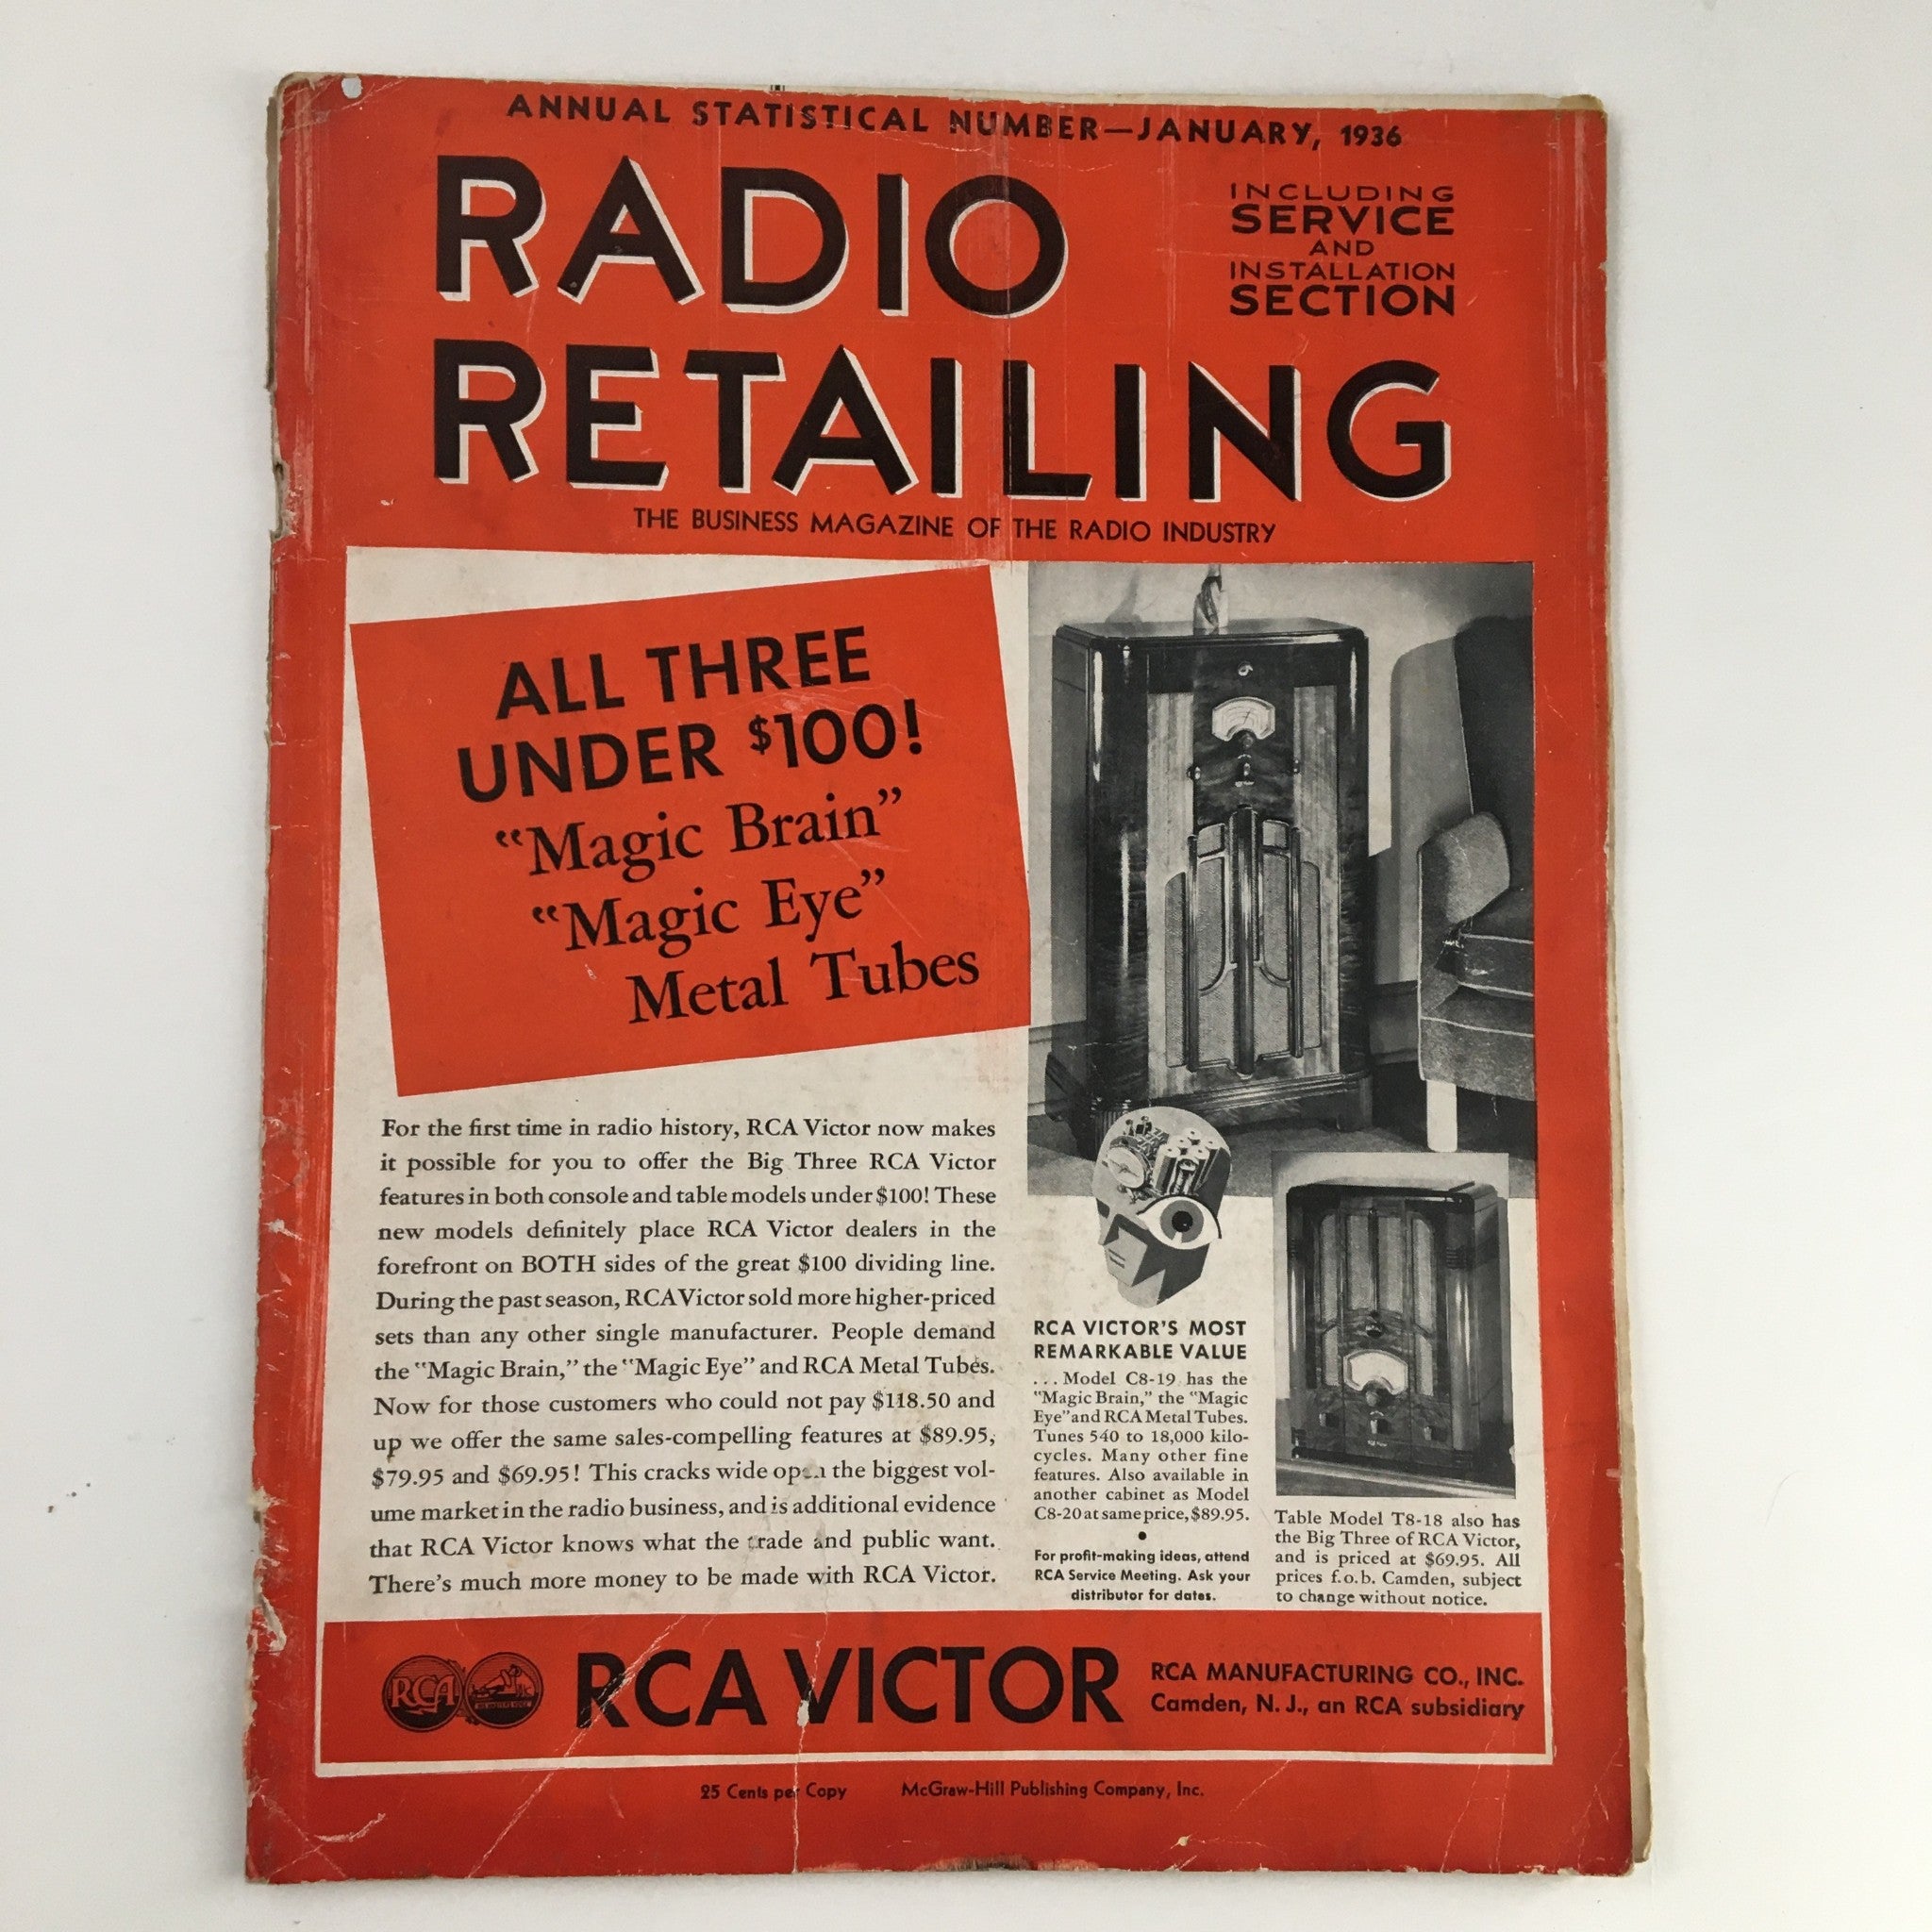 ANNUAL STATISTICAL NUMBER—JANUARY, 1936
RADIO
RETAILING
INCLUDING
SERVICE
AND
INSTALLATION
SECTION
THE BUSINESS MAGAZINE OF THE RADIO INDUSTRY
ALL THREE
UNDER $100!
“Magic Brain”
“Magic Eye”
Metal Tubes
For the first time in radio history, RCA Victor now makes
it possible for you to offer the Big Three RCA Victor
features in both console and table models under $100! These
new models definitely place RCA Victor dealers in the
forefront on BOTH sides of the great $100 dividing line.
During the past season, RCA Victor sold more higher-priced
sets than any other single manufacturer. People demand
the “Magic Brain,” the “Magic Eye” and RCA Metal Tubes.
Now for those customers who could not pay $118.50 and
up we offer the same sales-compelling features at $89.95,
$79.95 and $69.95! This cracks wide open the biggest vol-
ume market in the radio business, and is additional evidence
that RCA Victor knows what the trade and public want.
There's much more money to be made with RCA Victor.
RCA VICTOR'S MOST
REMARKABLE VALUE
. . . Model C8-19 has the
“Magic Brain,” the “Magic
Eye” and RCA Metal Tubes.
Tunes 540 to 18,000 kilo-
cycles. Many other fine
features. Also available in
another cabinet as Model
C8-20 at same price, $89.95.
•
For profit-making ideas, attend
RCA Service Meeting. Ask your
distributor for dates.
Table Model T8-18 also has
the Big Three of RCA Victor,
and is priced at $69.95. All
prices f.o.b. Camden, subject
to change without notice.
RCA
RCA VICTOR
RCA MANUFACTURING CO., INC.
Camden, N. J., an RCA subsidiary
25 Cents per Copy McGraw-Hill Publishing Company, Inc.